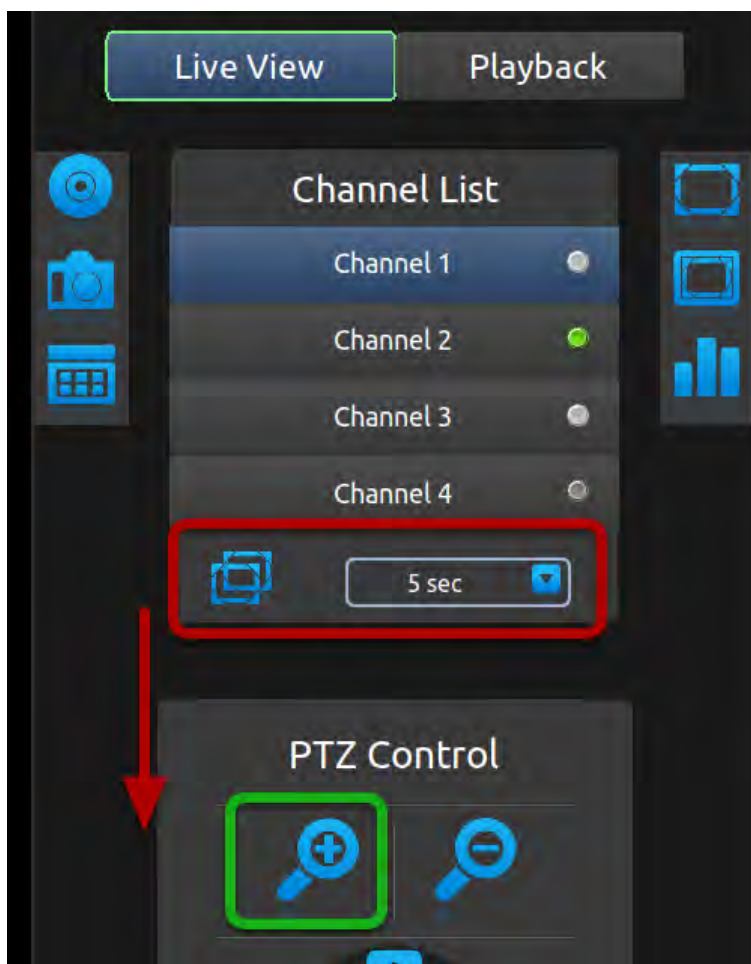 Live View
Playback
Channel List
Channel 1
Channel 2
Channel 3
Channel 4
5 sec
PTZ Control